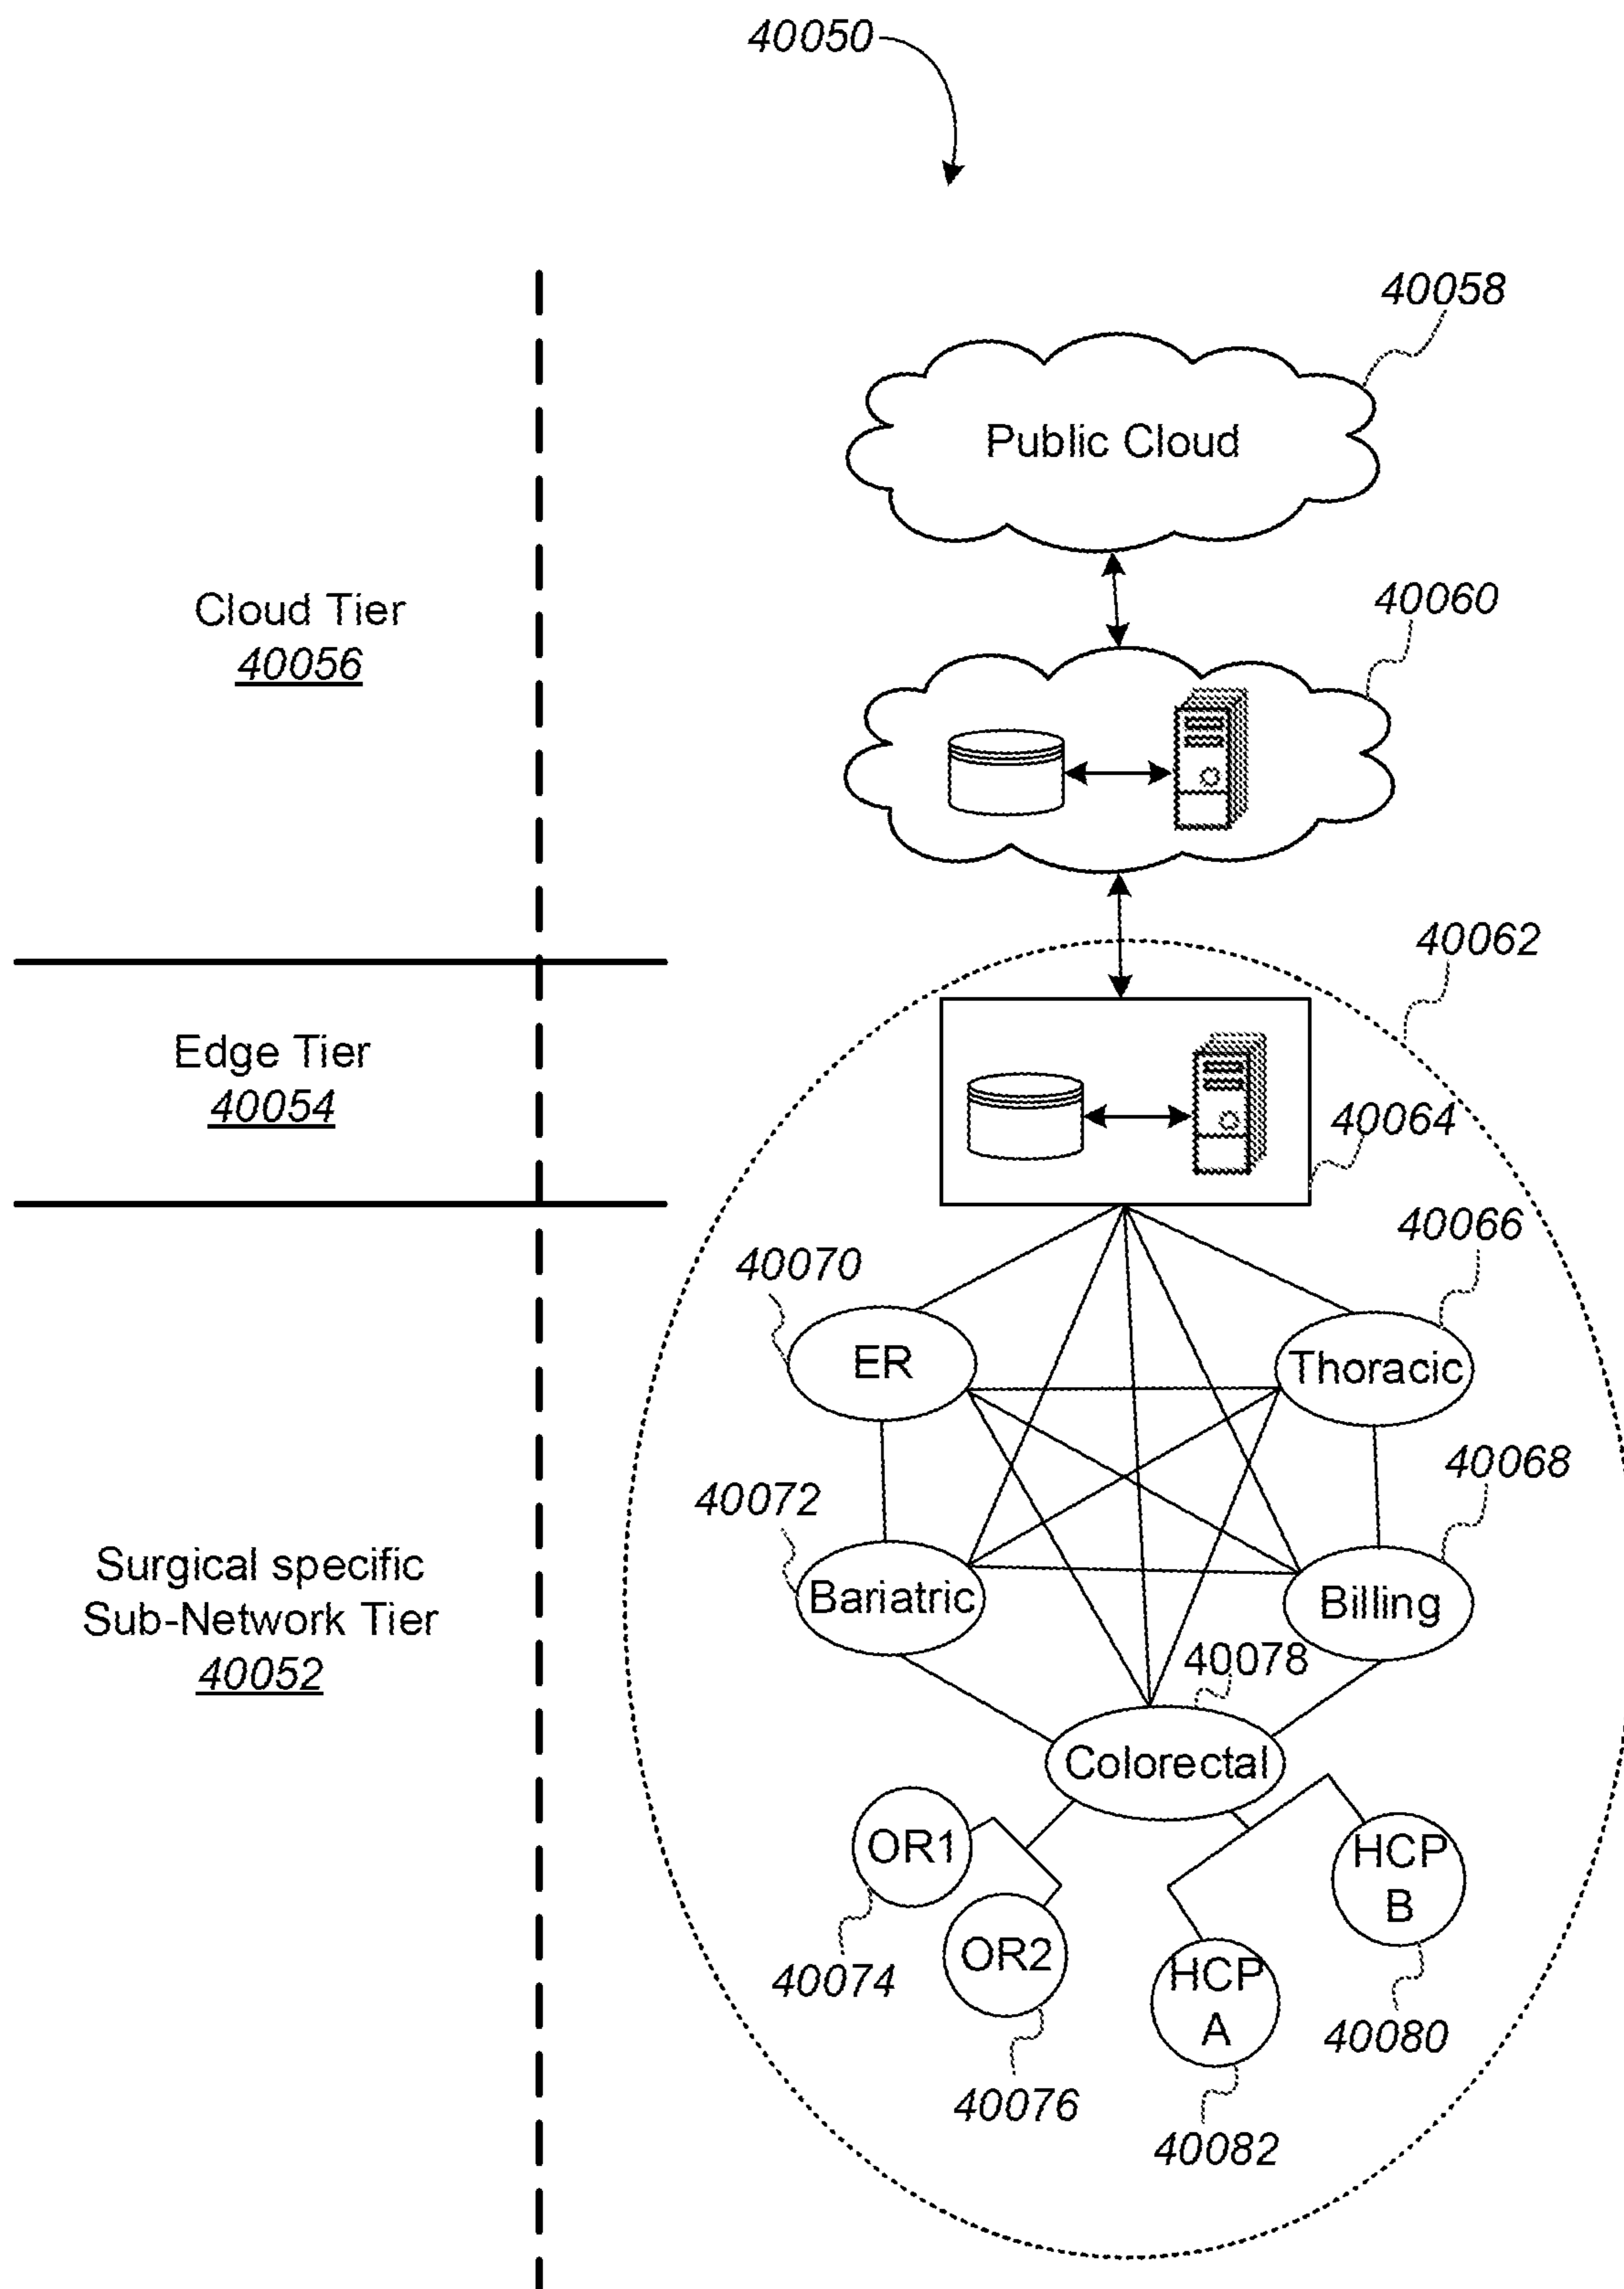 40050
40058
Public Cloud
Cloud Tier
40056
40060
40062
Edge Tier
40054
40064
40066
40070
ER
Thoracic
40068
40072
Surgical specific
Sub-Network Tier
40052
Bariatric
Billing
40078
Colorectal
OR1
HCP
B
OR2
HCP
A
40074
40080
40076
40082